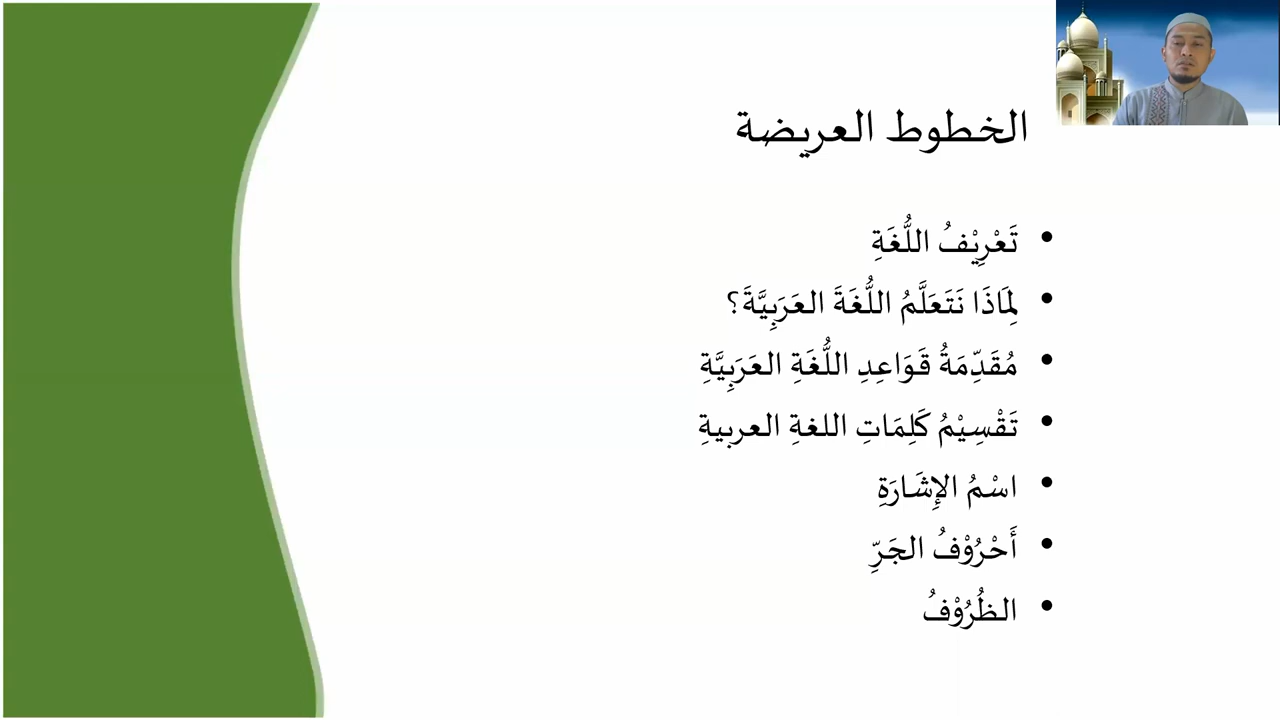 الخطوط العريضة
تَعْرِيْفُ اللُّغَةِ
لِمَاذَا نَتَعَلَّمُ اللُّغَةَ العَرَبِيَّةَ؟
مُقَدِّمَةُ قَوَاعِدِ اللُّغَةِ العَرَبِيَّةِ
تَقْسِيْمُ كَلِمَاتِ اللغةِ العربيةِ
اسْمُ الإِشَارَةِ
أَحْرُوْفُ الجَرِّ
الظُرُوْفُ